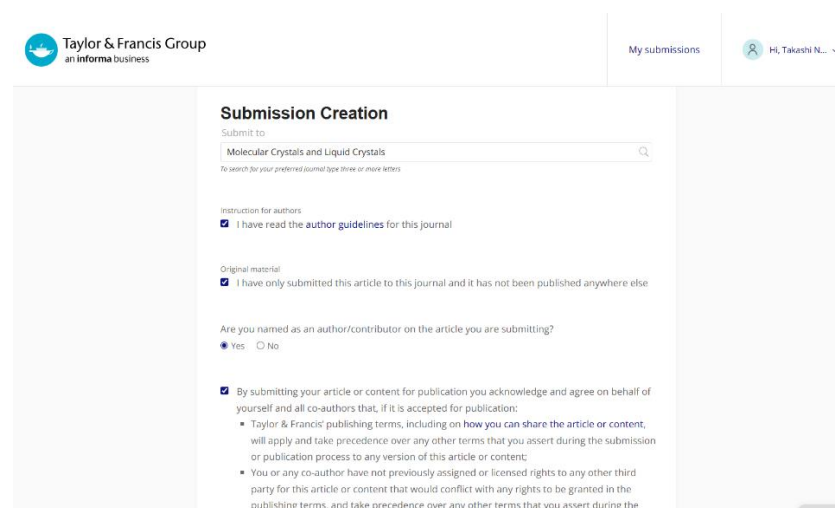 Taylor & Francis Group
an informa business
My submissions
Hi, Takashi N...
Submission Creation
Submit to
Molecular Crystals and Liquid Crystals
To search for your preferred journal type three or more letters
Instruction for authors
I have read the author guidelines for this journal
Original material
I have only submitted this article to this journal and it has not been published anywhere else
Are you named as an author/contributor on the article you are submitting?
Yes No
By submitting your article or content for publication you acknowledge and agree on behalf of
yourself and all co-authors that, if it is accepted for publication:
Taylor & Francis' publishing terms, including on how you can share the article or content,
will apply and take precedence over any other terms that you assert during the submission
or publication process to any version of this article or content;
You or any co-author have not previously assigned or licensed rights to any other third
party for this article or content that would conflict with any rights to be granted in the
publishing terms, and take precedence over any other terms that you assert during the